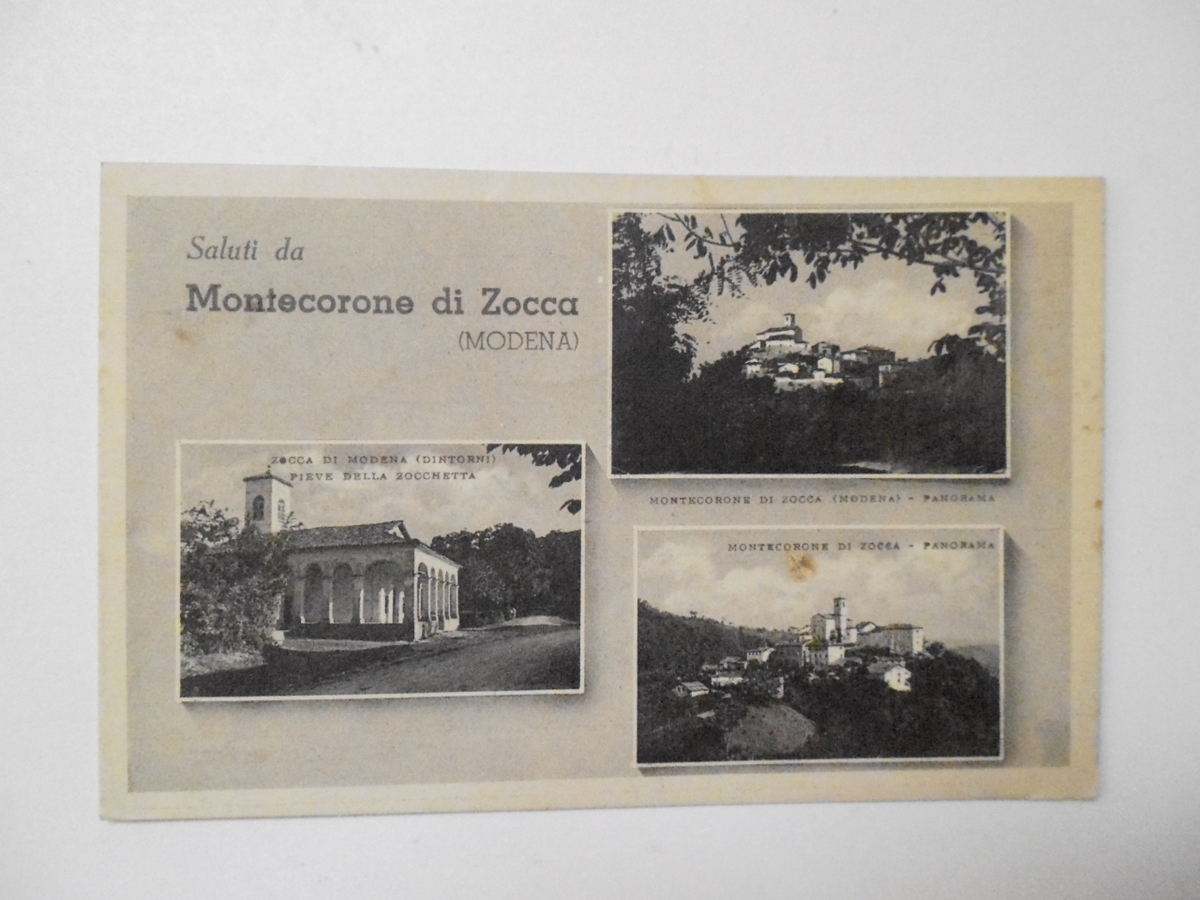 Saluti da
Montecorone di Zocca
(MODENA)
MONTECORONE DI ZOCCA (MODENA) - PANORAMA
ZOCCA DI MODENA (DINTORNI)
PIEVE DELLA ZOCCHETTA
MONTECORONE DI ZOCCA - PANORAMA